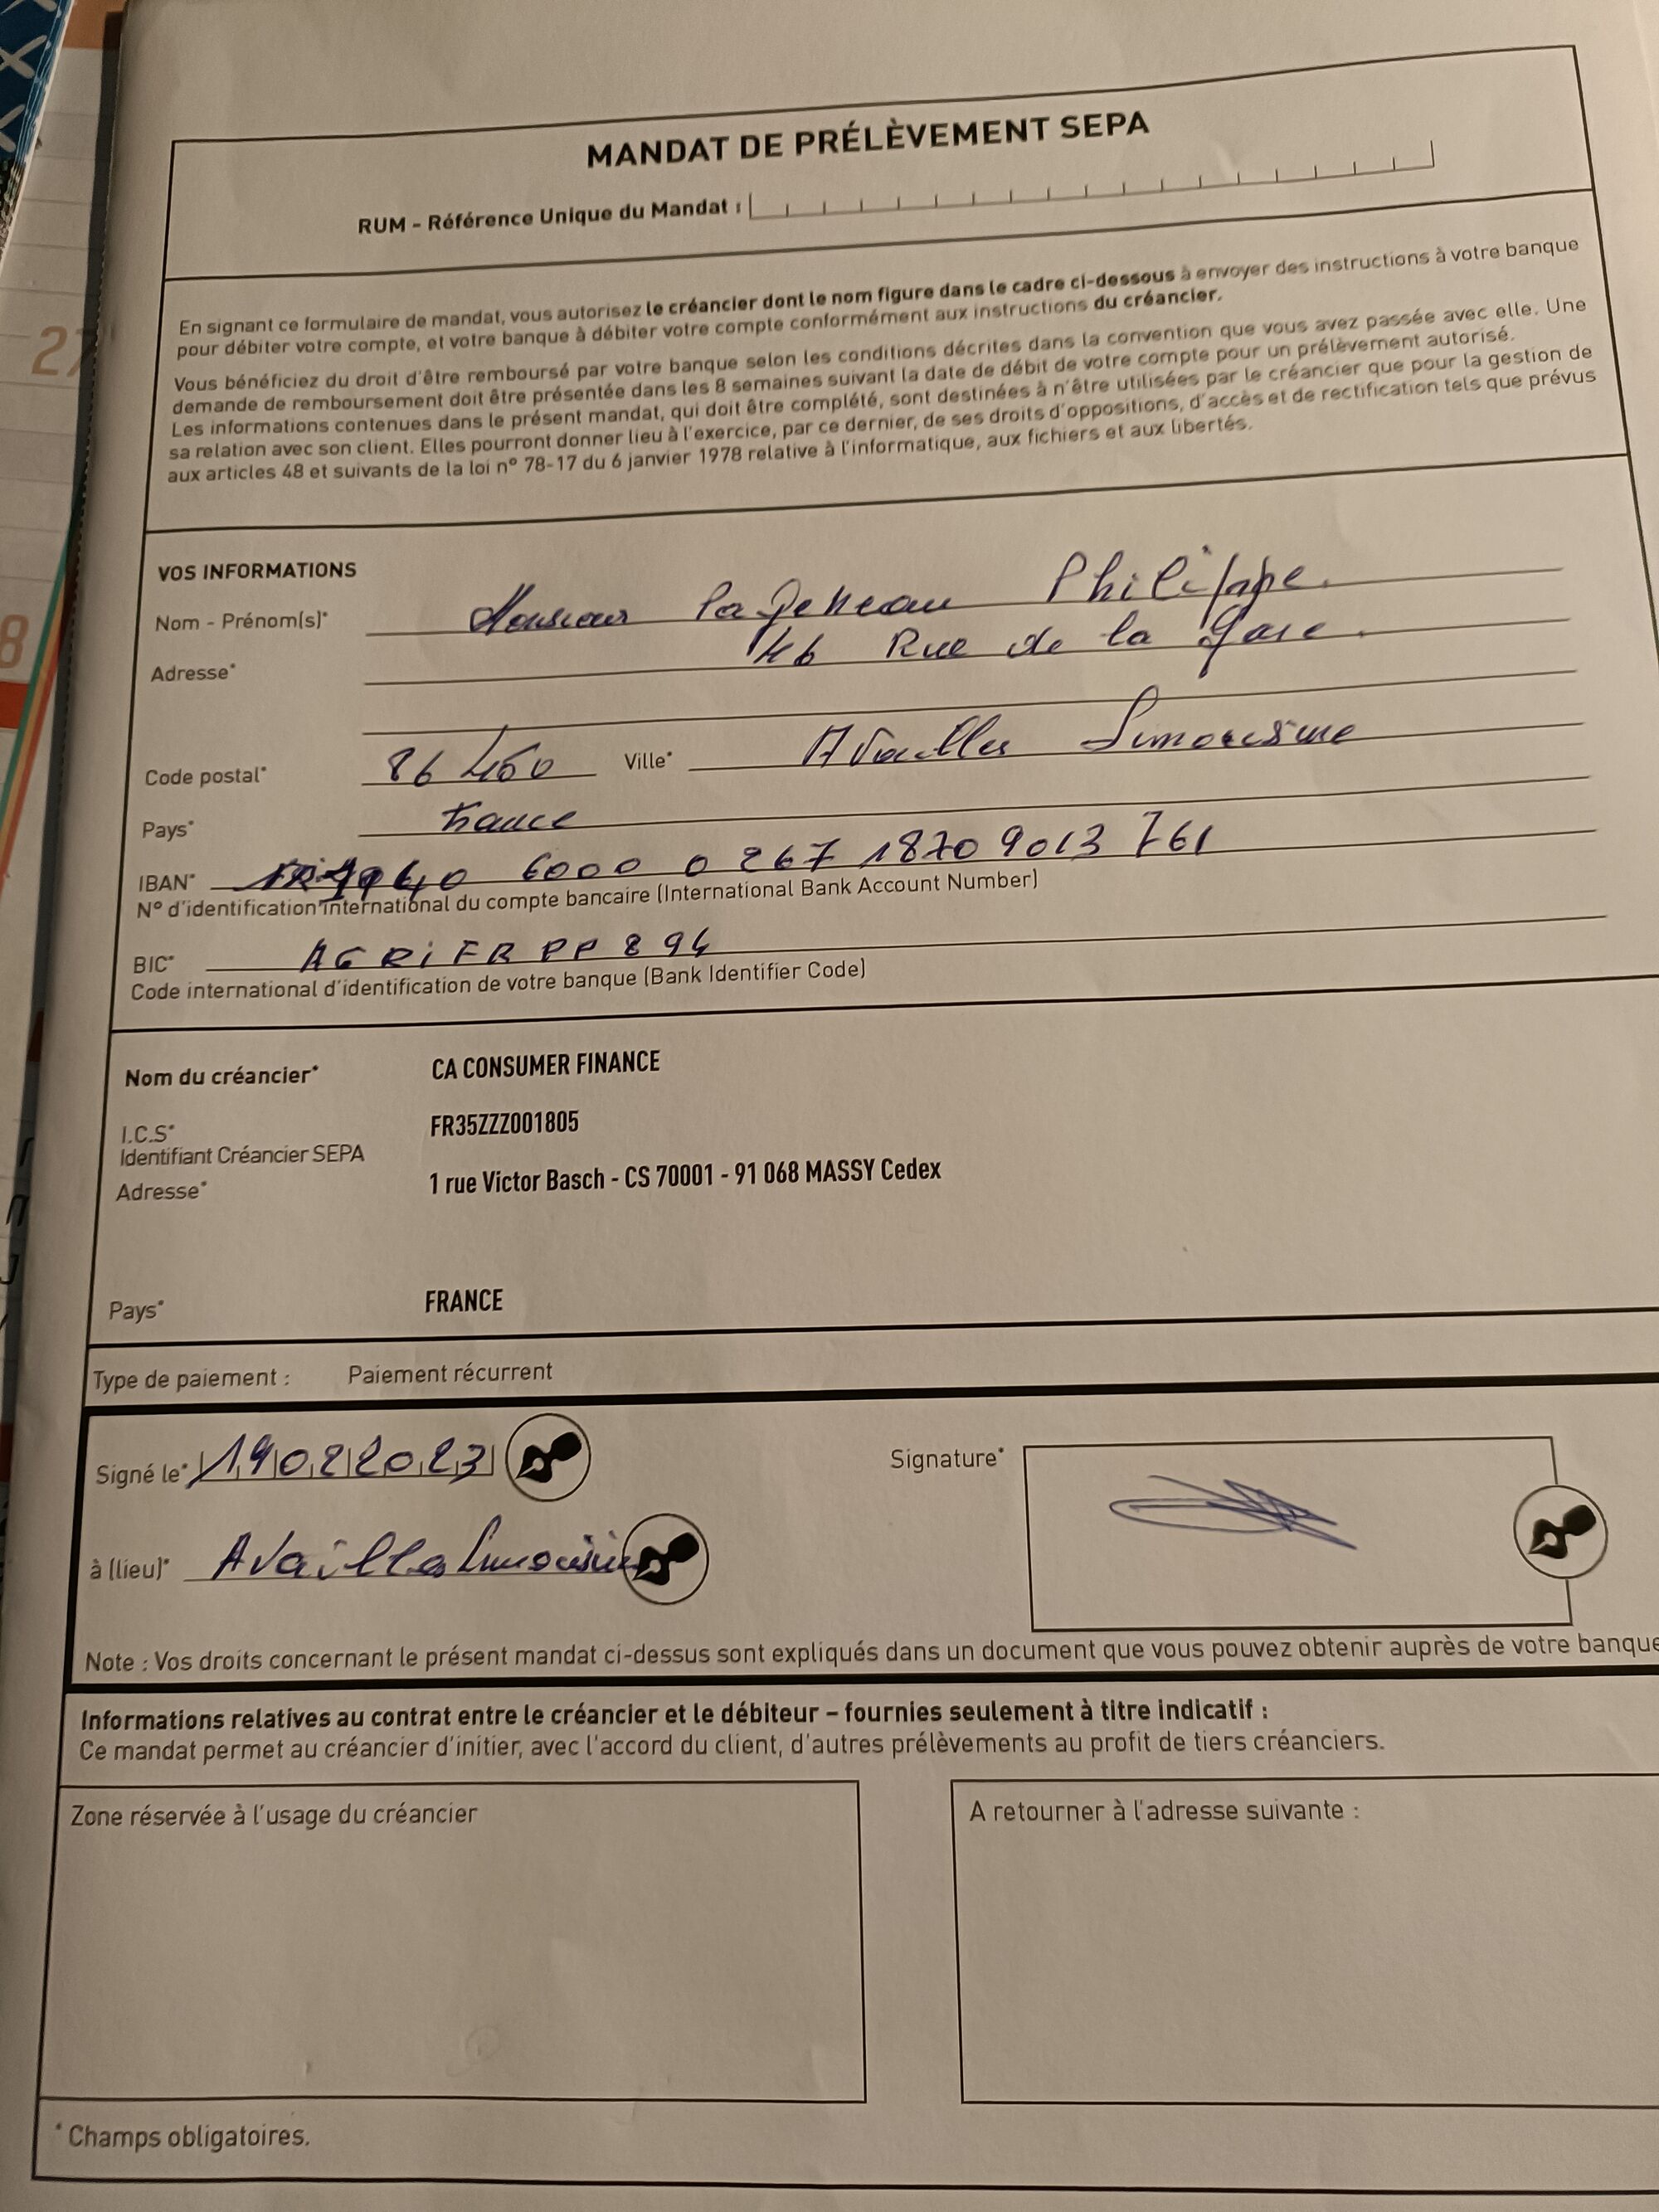 MANDAT DE PRÉLÈVEMENT SEPA
RUM - Référence Unique du Mandat :
En signant ce formulaire de mandat, vous autorisez le créancier dont le nom figure dans le cadre ci-dessous à envoyer des instructions à votre banque
pour débiter votre compte, et votre banque à débiter votre compte conformément aux instructions du créancier.
Vous bénéficiez du droit d'être remboursé par votre banque selon les conditions décrites dans la convention que vous avez passée avec elle. Une
demande de remboursement doit être présentée dans les 8 semaines suivant la date de débit de votre compte pour un prélèvement autorisé.
Les informations contenues dans le présent mandat, qui doit être complété, sont destinées à n'être utilisées par le créancier que pour la gestion de
sa relation avec son client. Elles pourront donner lieu à l'exercice, par ce dernier, de ses droits d'oppositions, d'accès et de rectification tels que prévus
aux articles 48 et suivants de la loi n° 78-17 du 6 janvier 1978 relative à l'informatique, aux fichiers et aux libertés.
VOS INFORMATIONS
Nom - Prénom(s)* Monsieur Philippe
Adresse* Rue de la Gare
Code postal* 86 460 Ville* Availles Limousine
Pays* France
IBAN* 6000 0 267 1870 9013 761
N° d'identification international du compte bancaire (International Bank Account Number)
BIC* AGRiFRPP894
Code international d'identification de votre banque (Bank Identifier Code)
Nom du créancier* CA CONSUMER FINANCE
I.C.S* FR35ZZZ001805
Identifiant Créancier SEPA
Adresse* 1 rue Victor Basch - CS 70001 - 91 068 MASSY Cedex
Pays* FRANCE
Type de paiement : Paiement récurrent
Signé le* 19022023 Signature*
à (lieu)* Availles Limousine
Note : Vos droits concernant le présent mandat ci-dessus sont expliqués dans un document que vous pouvez obtenir auprès de votre banque
Informations relatives au contrat entre le créancier et le débiteur – fournies seulement à titre indicatif :
Ce mandat permet au créancier d'initier, avec l'accord du client, d'autres prélèvements au profit de tiers créanciers.
Zone réservée à l'usage du créancier
A retourner à l'adresse suivante :
* Champs obligatoires.
27
8